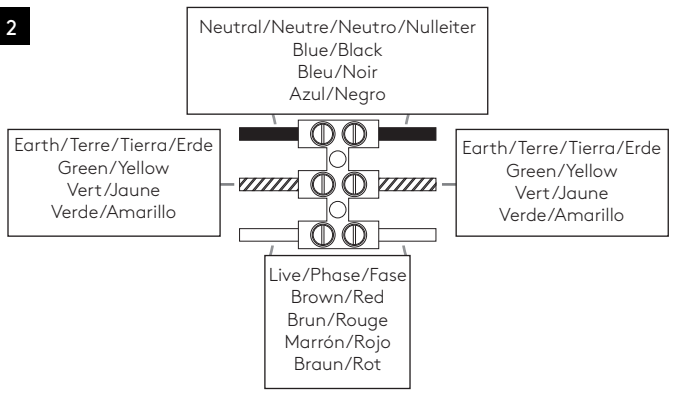 2
Neutral/Neutre/Neutro/Nulleiter
Blue/Black
Bleu/Noir
Azul/Negro
Earth/Terre/Tierra/Erde
Green/Yellow
Vert/Jaune
Verde/Amarillo
Earth/Terre/Tierra/Erde
Green/Yellow
Vert/Jaune
Verde/Amarillo
Live/Phase/Fase
Brown/Red
Brun/Rouge
Marrón/Rojo
Braun/Rot